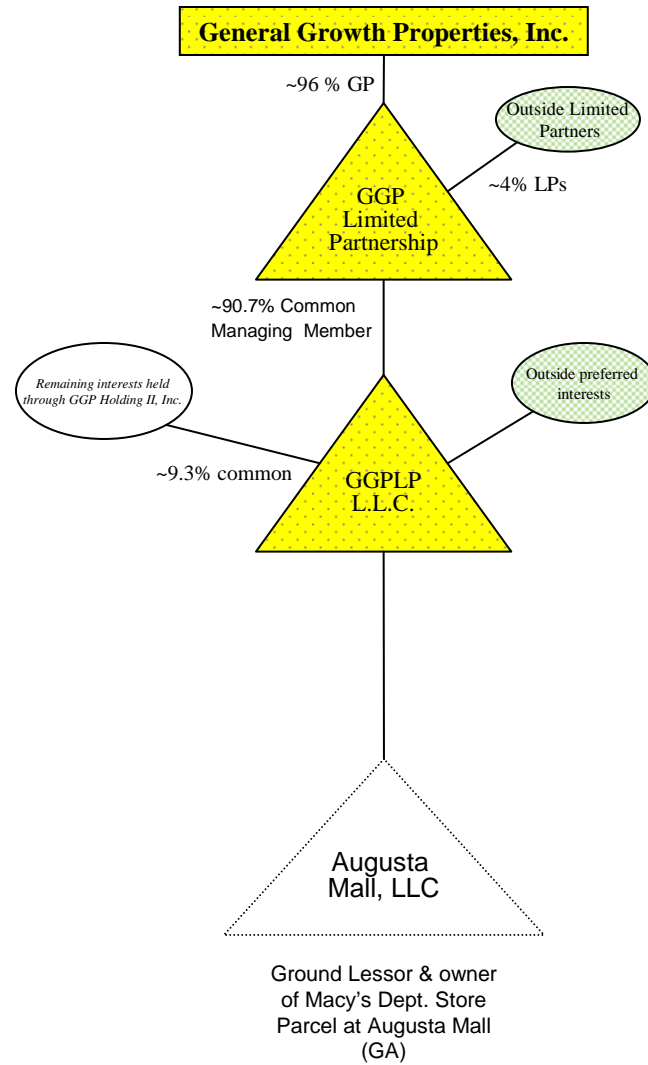 General Growth Properties, Inc.
~96 % GP
Outside Limited
Partners
~4% LPs
GGP
Limited
Partnership
~90.7% Common
Managing Member
Remaining interests held
through GGP Holding II, Inc.
Outside preferred
interests
~9.3% common
GGPLP
L.L.C.
Augusta
Mall, LLC
Ground Lessor & owner
of Macy’s Dept. Store
Parcel at Augusta Mall
(GA)